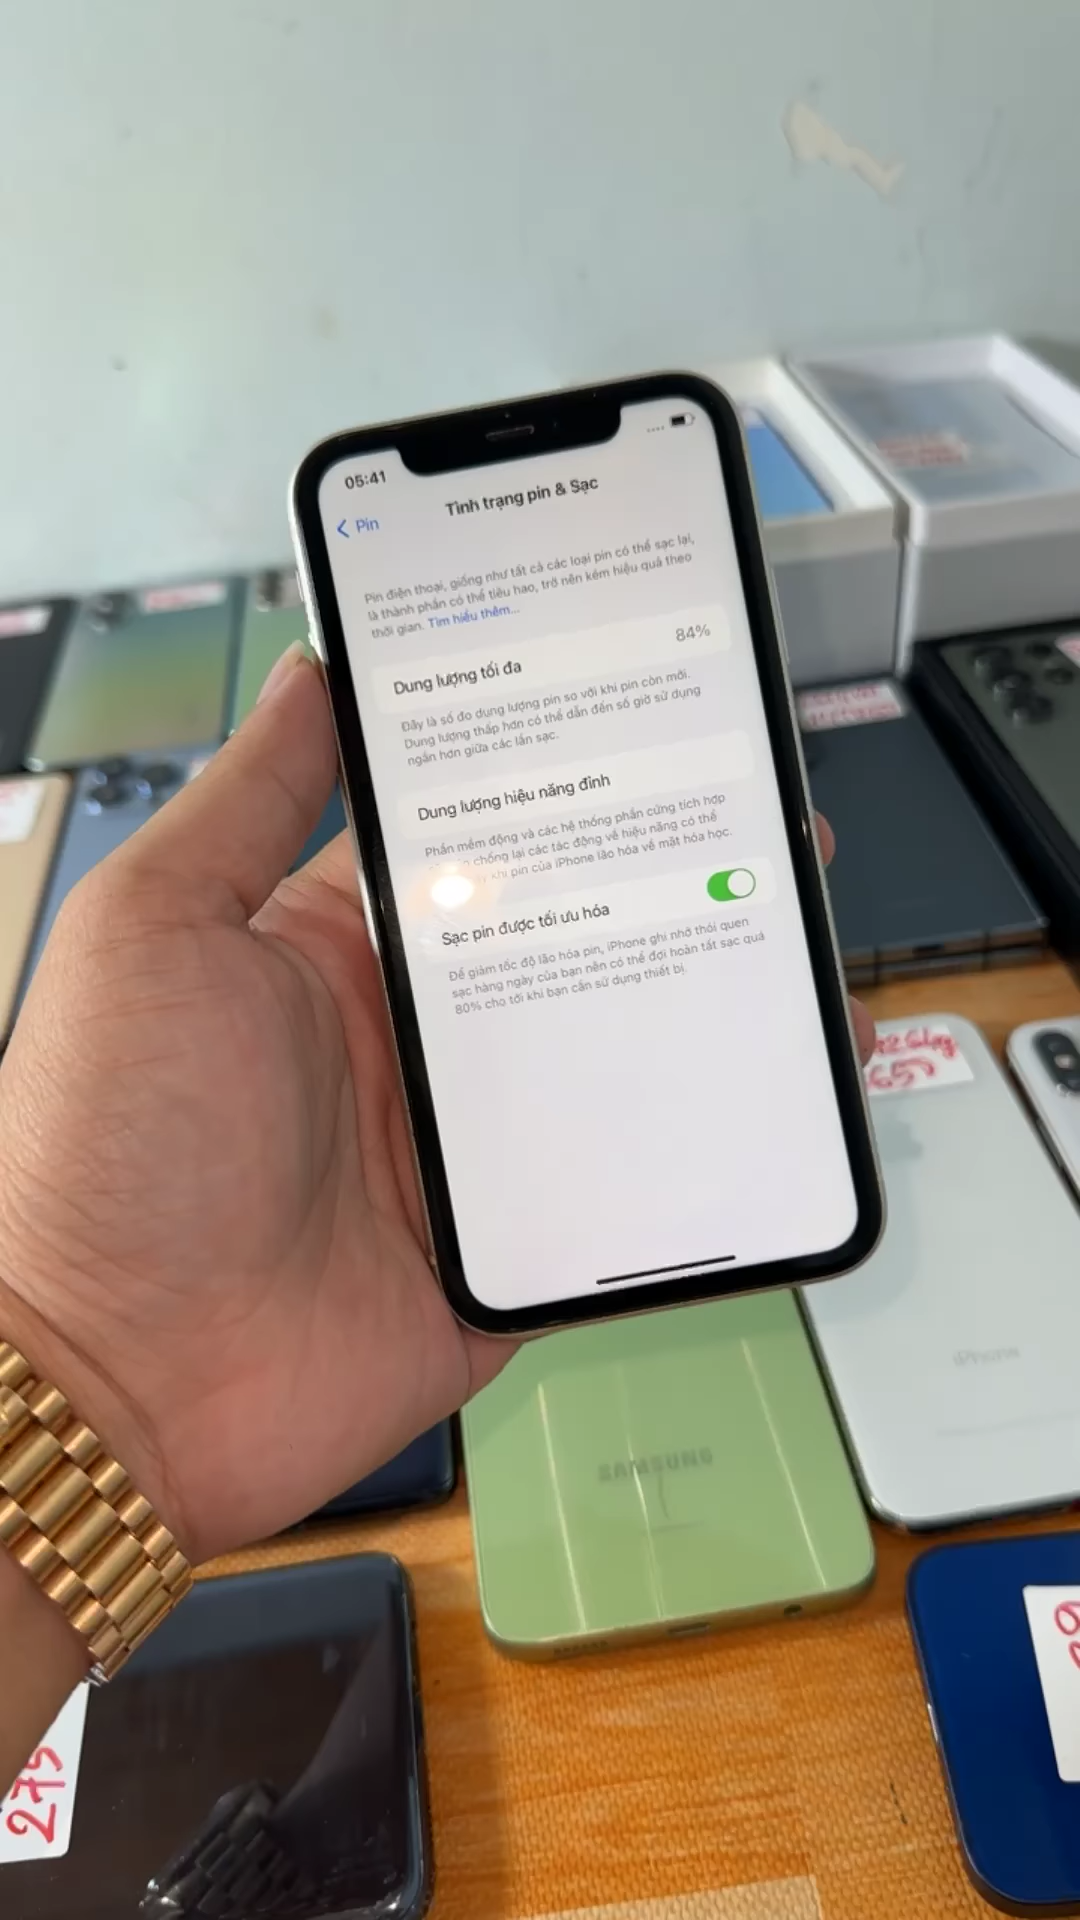 05:41
Pin
Tình trạng pin & Sạc
Pin điện thoại, giống như tất cả các loại pin có thể sạc lại,
là thành phần có thể tiêu hao, trở nên kém hiệu quả theo
thời gian. Tìm hiểu thêm...
Dung lượng tối đa 84%
Đây là số đo dung lượng pin so với khi pin còn mới.
Dung lượng thấp hơn có thể dẫn đến số giờ sử dụng
ngắn hơn giữa các lần sạc.
Dung lượng hiệu năng đỉnh
Phần mềm động và các hệ thống phần cứng tích hợp
chống lại các tác động về hiệu năng có thể
khi pin của iPhone lão hóa về mặt hóa học.
Sạc pin được tối ưu hóa
Để giảm tốc độ lão hóa pin, iPhone ghi nhớ thói quen
sạc hàng ngày của bạn nên có thể đợi hoàn tất sạc quá
80% cho tới khi bạn cần sử dụng thiết bị.
650
iPhone
SAMSUNG
275